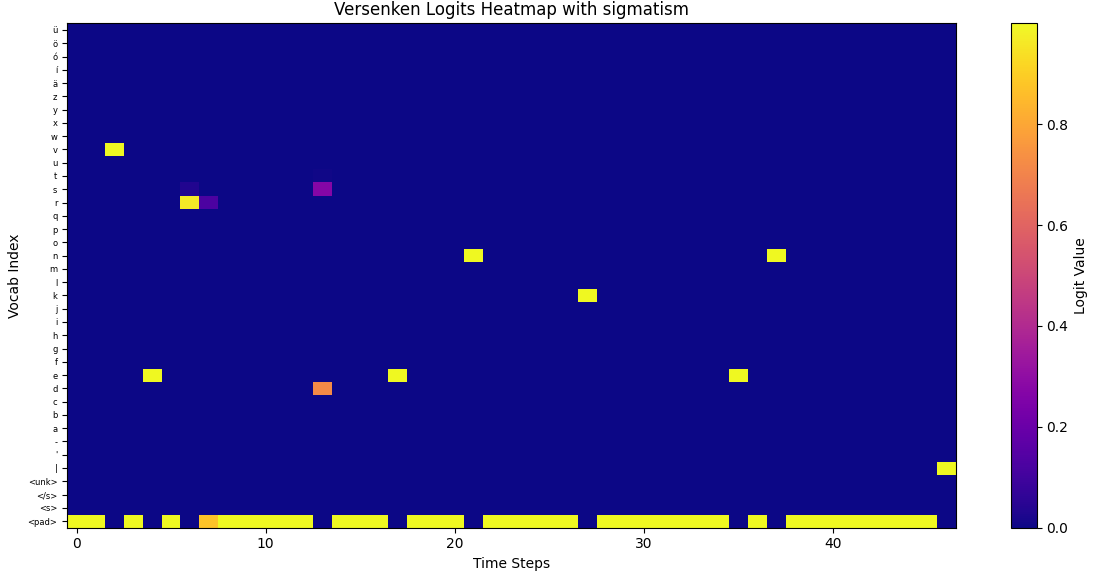 Versenken Logits Heatmap with sigmatism
Vocab Index
ü
ö
ó
í
ä
z
y
x
w
v
u
t
s
r
q
p
o
n
m
l
k
j
i
h
g
f
e
d
c
b
a
-
'
|
<unk>
</s>
<s>
<pad>
0
10
20
30
40
Time Steps
0.8
0.6
0.4
0.2
0.0
Logit Value